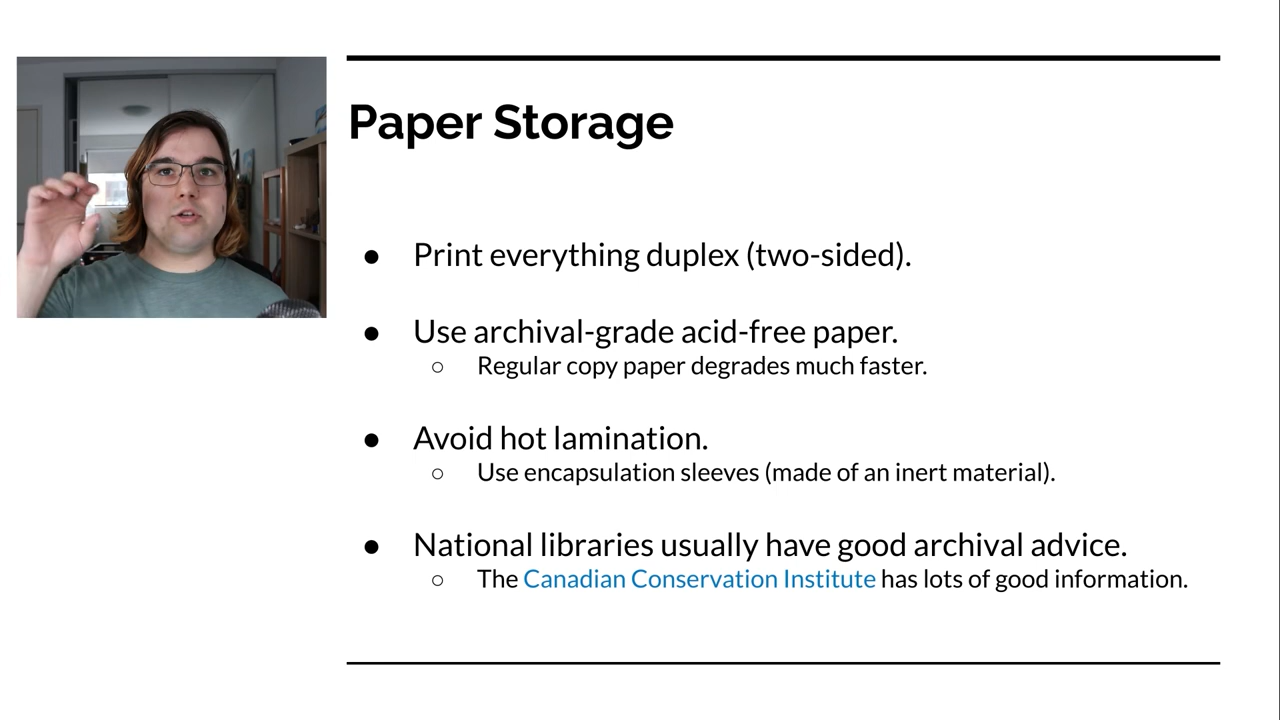 Paper Storage
● Print everything duplex (two-sided).
● Use archival-grade acid-free paper.
○ Regular copy paper degrades much faster.
● Avoid hot lamination.
○ Use encapsulation sleeves (made of an inert material).
● National libraries usually have good archival advice.
○ The Canadian Conservation Institute has lots of good information.